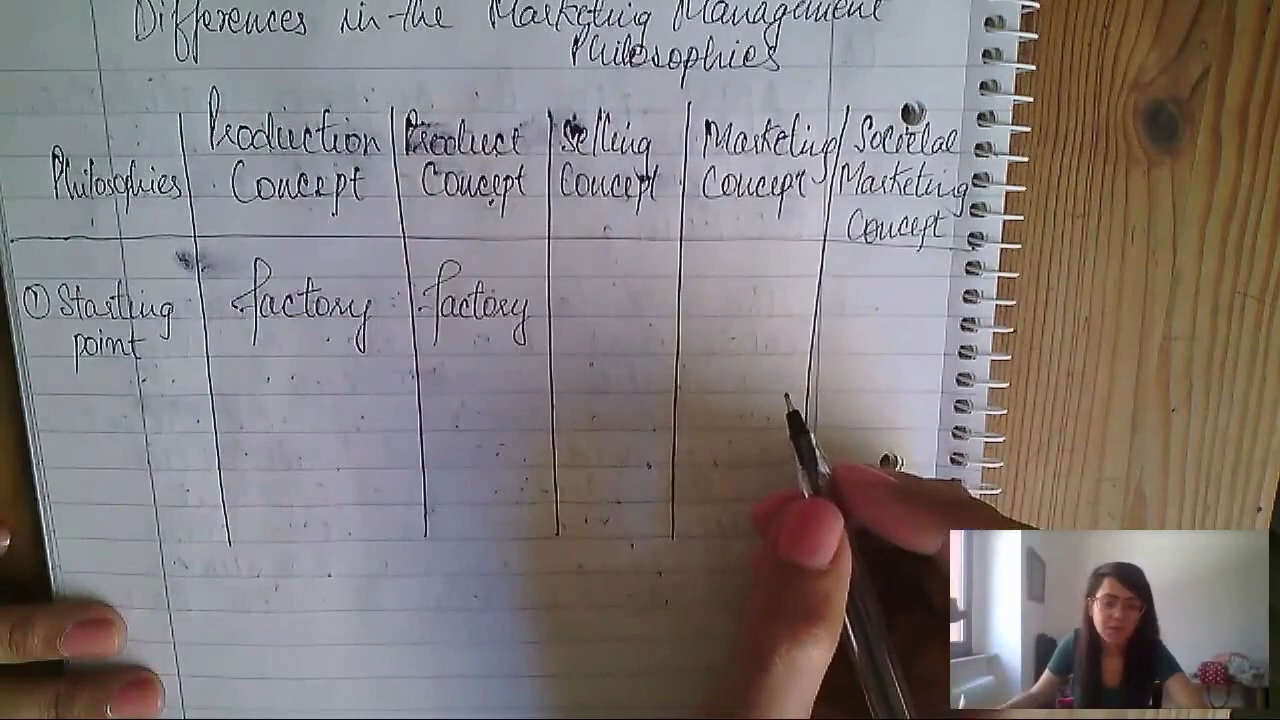 Differences in the Marketing Management
Philosophies
Philosophies
Production
Concept
Product
Concept
Selling
Concept
Marketing
Concept
Societal
Marketing
Concept
① Starting
point
factory
factory